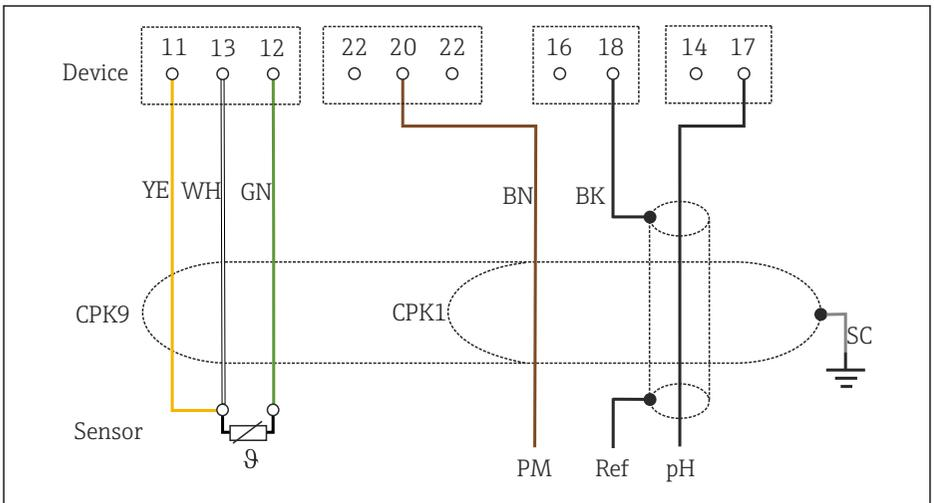 11 13 12 22 20 22 16 18 14 17
Device
YE WH GN BN BK
CPK9 CPK1
SC
Sensor
ϑ
PM Ref pH